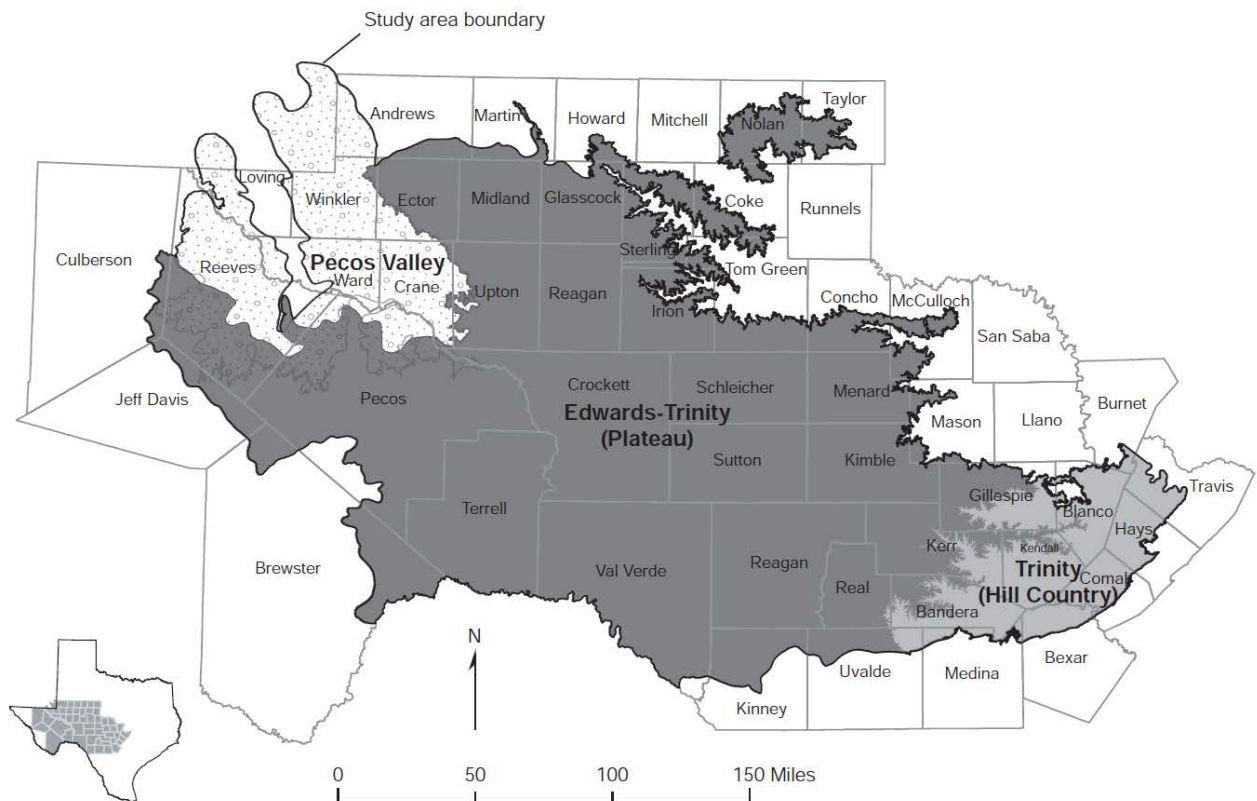 Study area boundary
Andrews
Martin
Howard
Mitchell
Nolan
Taylor
Loving
Winkler
Ector
Midland
Glasscock
Coke
Runnels
Culberson
Reeves
Pecos Valley
Ward
Crane
Upton
Reagan
Sterling
Irion
Tom Green
Concho
McCulloch
San Saba
Jeff Davis
Pecos
Crockett
Schleicher
Menard
Edwards-Trinity
(Plateau)
Mason
Llano
Burnet
Sutton
Kimble
Terrell
Gillespie
Blanco
Travis
Hays
Brewster
Val Verde
Reagan
Real
Kerr
Kendall
Trinity
(Hill Country)
Comal
Bandera
N
Kinney
Uvalde
Medina
Bexar
0 50 100 150 Miles